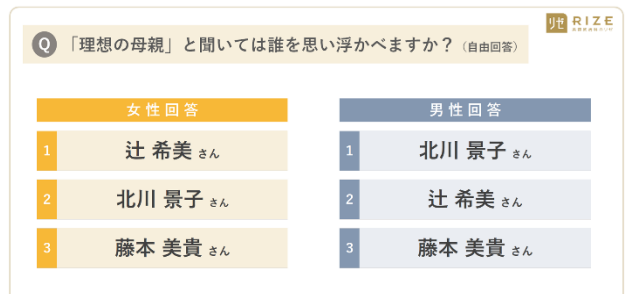 リゼ RIZE
Q 「理想の母親」と聞いては誰を思い浮かべますか？（自由回答）
女性回答
1 辻 希美 さん
2 北川 景子 さん
3 藤本 美貴 さん
男性回答
1 北川 景子 さん
2 辻 希美 さん
3 藤本 美貴 さん